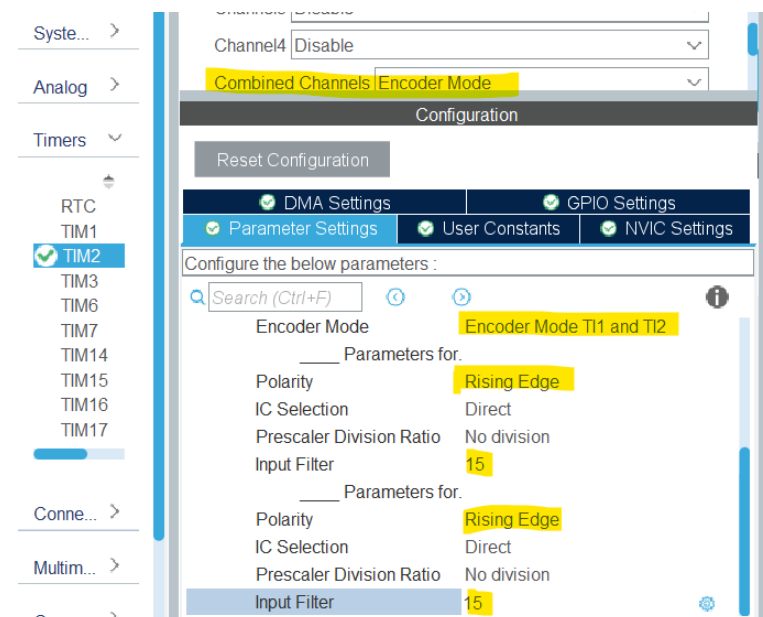 Syste...
Channel4 Disable
Analog
Combined Channels Encoder Mode
Configuration
Timers
Reset Configuration
RTC
TIM1
TIM2
TIM3
TIM6
TIM7
TIM14
TIM15
TIM16
TIM17
Conne...
Multim...
DMA Settings
GPIO Settings
Parameter Settings
User Constants
NVIC Settings
Configure the below parameters :
Search (Ctrl+F)
Encoder Mode Encoder Mode TI1 and TI2
____ Parameters for.
Polarity Rising Edge
IC Selection Direct
Prescaler Division Ratio No division
Input Filter 15
____ Parameters for.
Polarity Rising Edge
IC Selection Direct
Prescaler Division Ratio No division
Input Filter 15